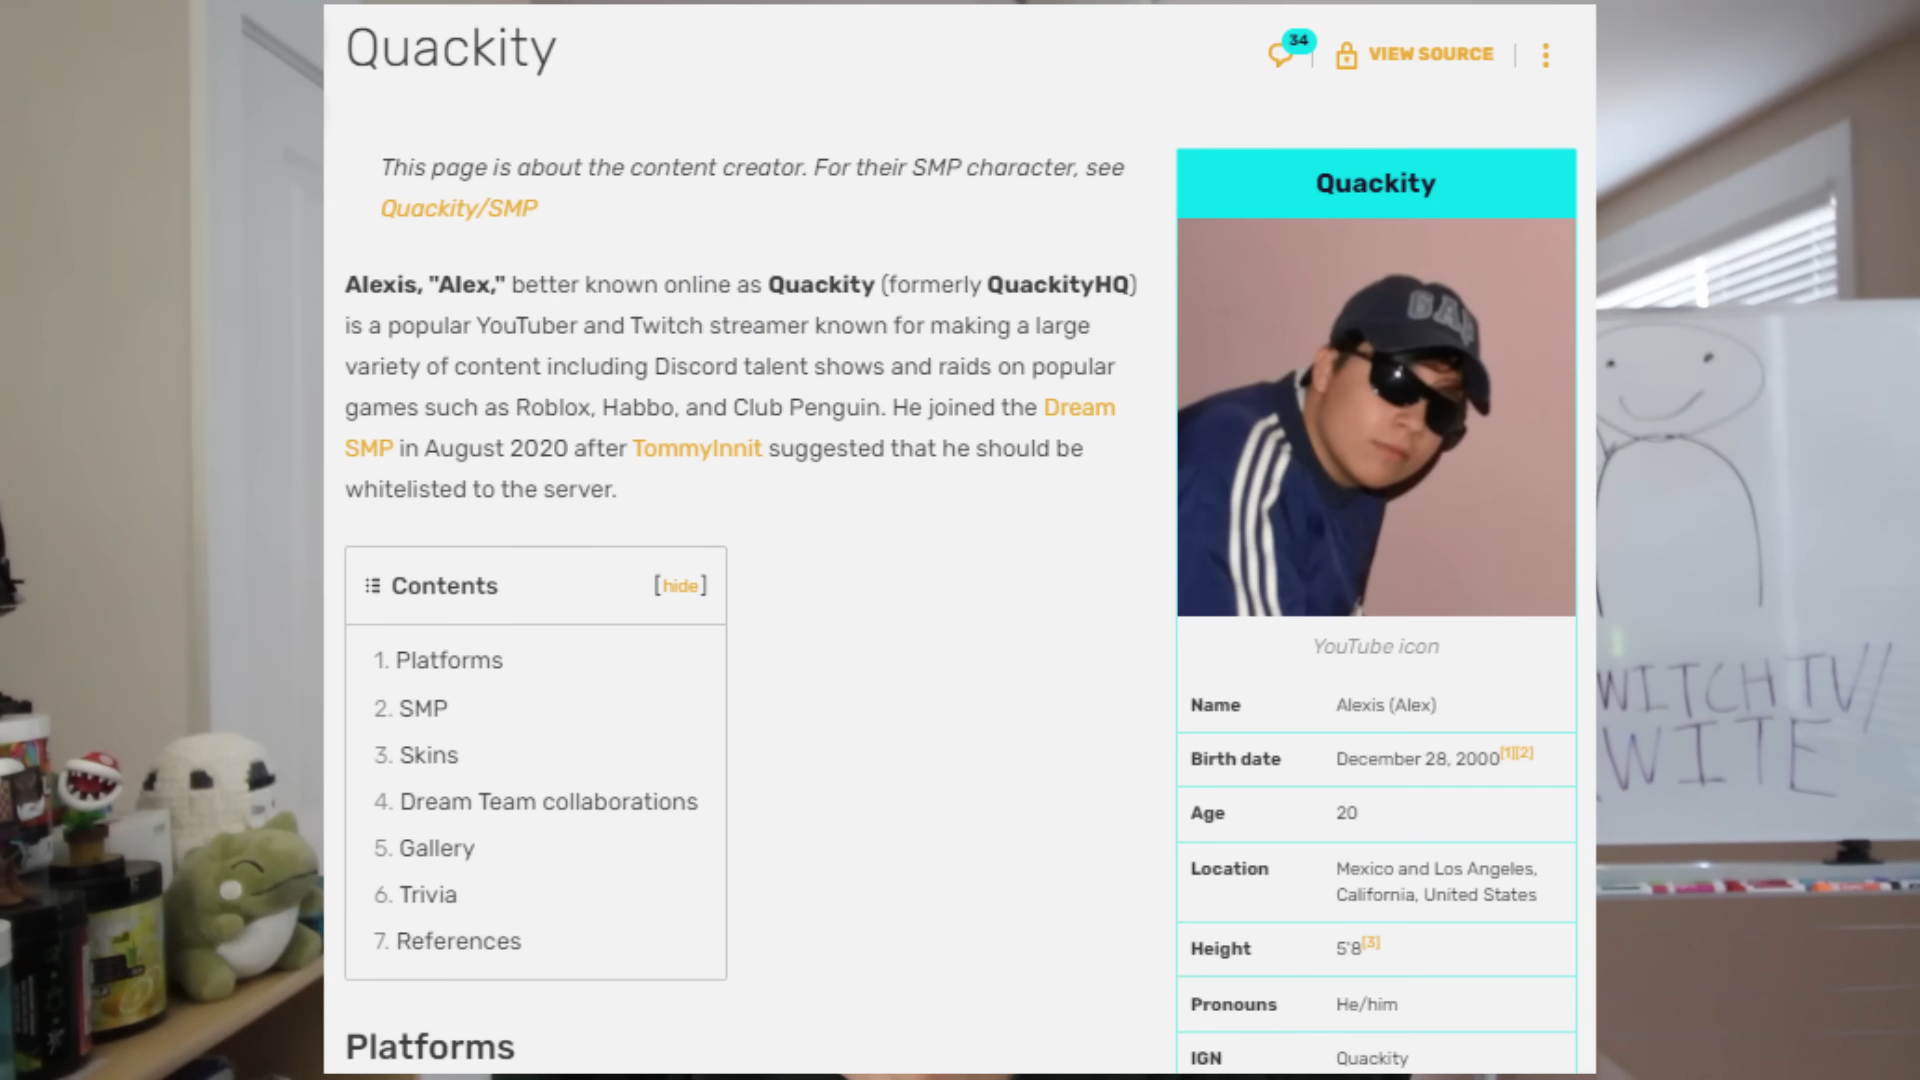 Quackity
34
VIEW SOURCE
This page is about the content creator. For their SMP character, see
Quackity/SMP
Alexis, "Alex," better known online as Quackity (formerly QuackityHQ)
is a popular YouTuber and Twitch streamer known for making a large
variety of content including Discord talent shows and raids on popular
games such as Roblox, Habbo, and Club Penguin. He joined the Dream
SMP in August 2020 after TommyInnit suggested that he should be
whitelisted to the server.
Contents [hide]
1. Platforms
2. SMP
3. Skins
4. Dream Team collaborations
5. Gallery
6. Trivia
7. References
Platforms
Quackity
GAP
YouTube icon
Name Alexis (Alex)
Birth date December 28, 2000[1][2]
Age 20
Location Mexico and Los Angeles,
California, United States
Height 5'8[3]
Pronouns He/him
IGN Quackity
WITCH TV/
WITE